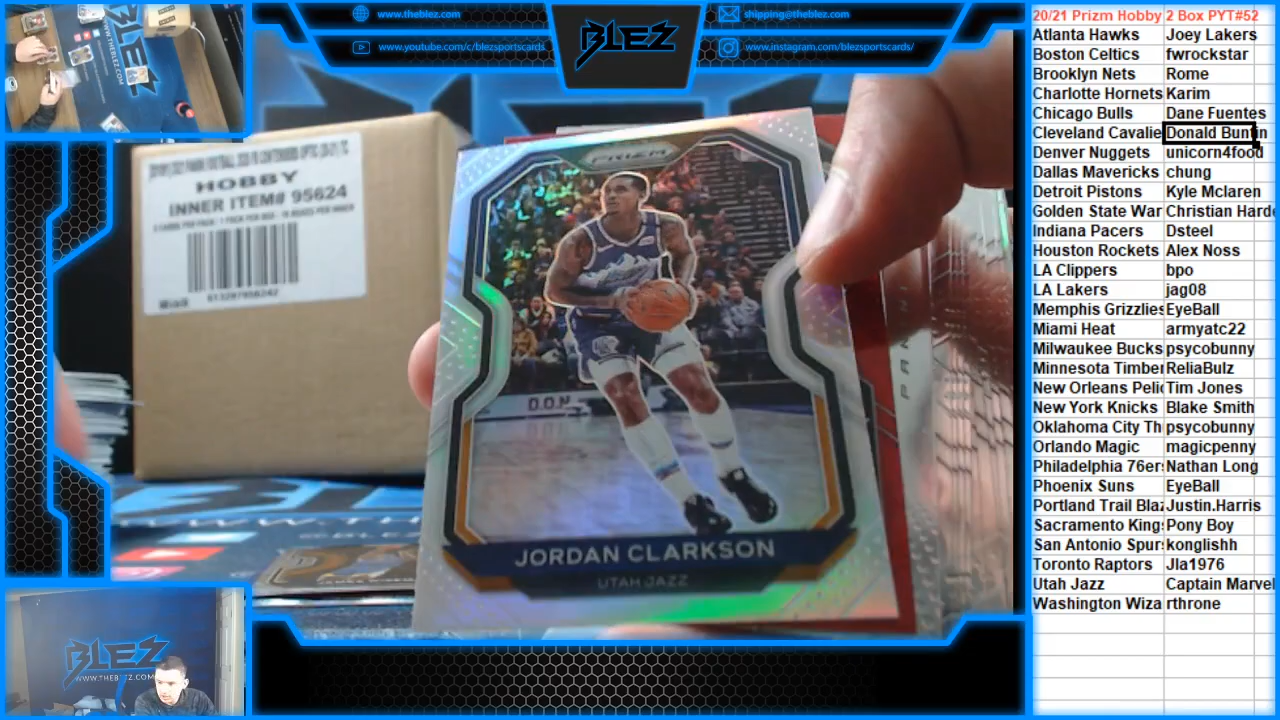 www.theblez.com
www.youtube.com/c/blezsportscards
BLEZ
shipping@theblez.com
www.instagram.com/blezsportscards/
HOBBY
INNER ITEM# 95624
PRIZM
D.O.N
JORDAN CLARKSON
UTAH JAZZ
BLEZ
WWW.THEBLEZ.COM
20/21 Prizm Hobby 2 Box PYT#52
Atlanta Hawks Joey Lakers
Boston Celtics fwrockstar
Brooklyn Nets Rome
Charlotte Hornets Karim
Chicago Bulls Dane Fuentes
Cleveland Cavalie Donald Buntin
Denver Nuggets unicorn4food
Dallas Mavericks chung
Detroit Pistons Kyle Mclaren
Golden State War Christian Hard
Indiana Pacers Dsteel
Houston Rockets Alex Noss
LA Clippers bpo
LA Lakers jag08
Memphis Grizzlies EyeBall
Miami Heat armyatc22
Milwaukee Bucks psycobunny
Minnesota Timber ReliaBulz
New Orleans Peli Tim Jones
New York Knicks Blake Smith
Oklahoma City Th psycobunny
Orlando Magic magicpenny
Philadelphia 76ers Nathan Long
Phoenix Suns EyeBall
Portland Trail Blaz Justin.Harris
Sacramento Kings Pony Boy
San Antonio Spurs konglishh
Toronto Raptors Jla1976
Utah Jazz Captain Marvel
Washington Wiza rthrone